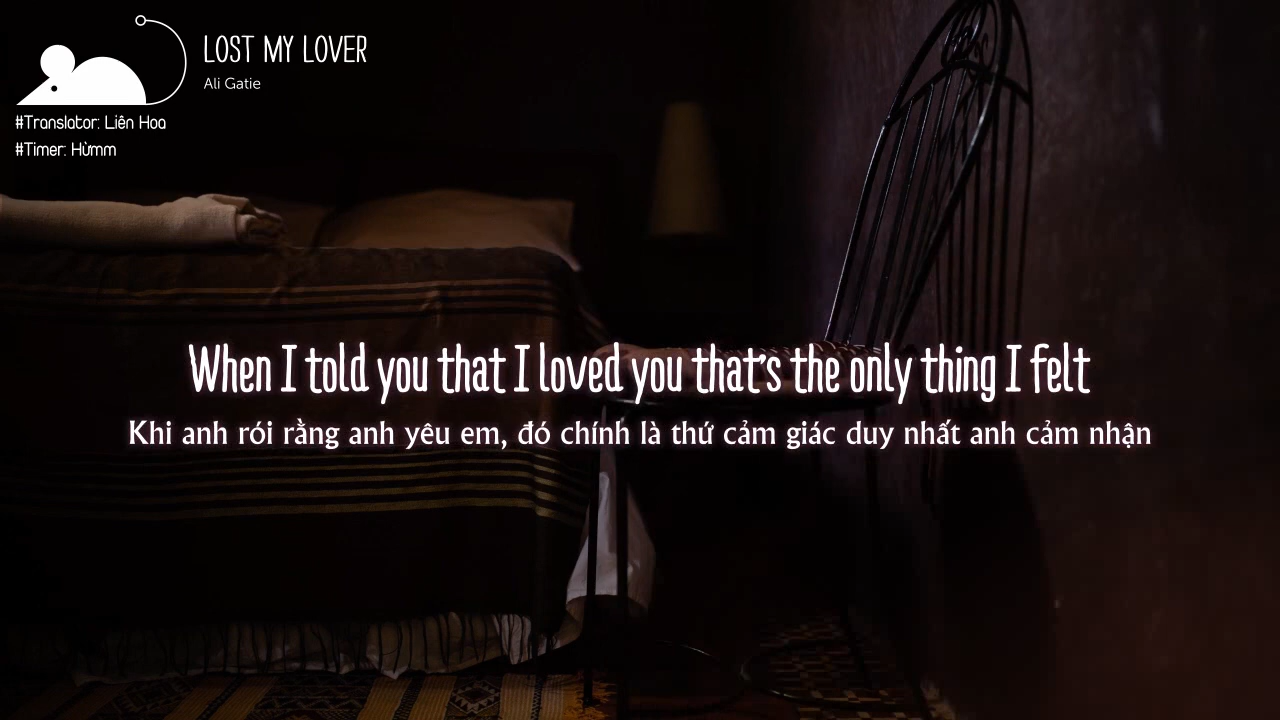 LOST MY LOVER
Ali Gatie
#Translator: Liên Hoa
#Timer: Hừmm
When I told you that I loved you that's the only thing I felt
Khi anh rói rằng anh yêu em, đó chính là thứ cảm giác duy nhất anh cảm nhận